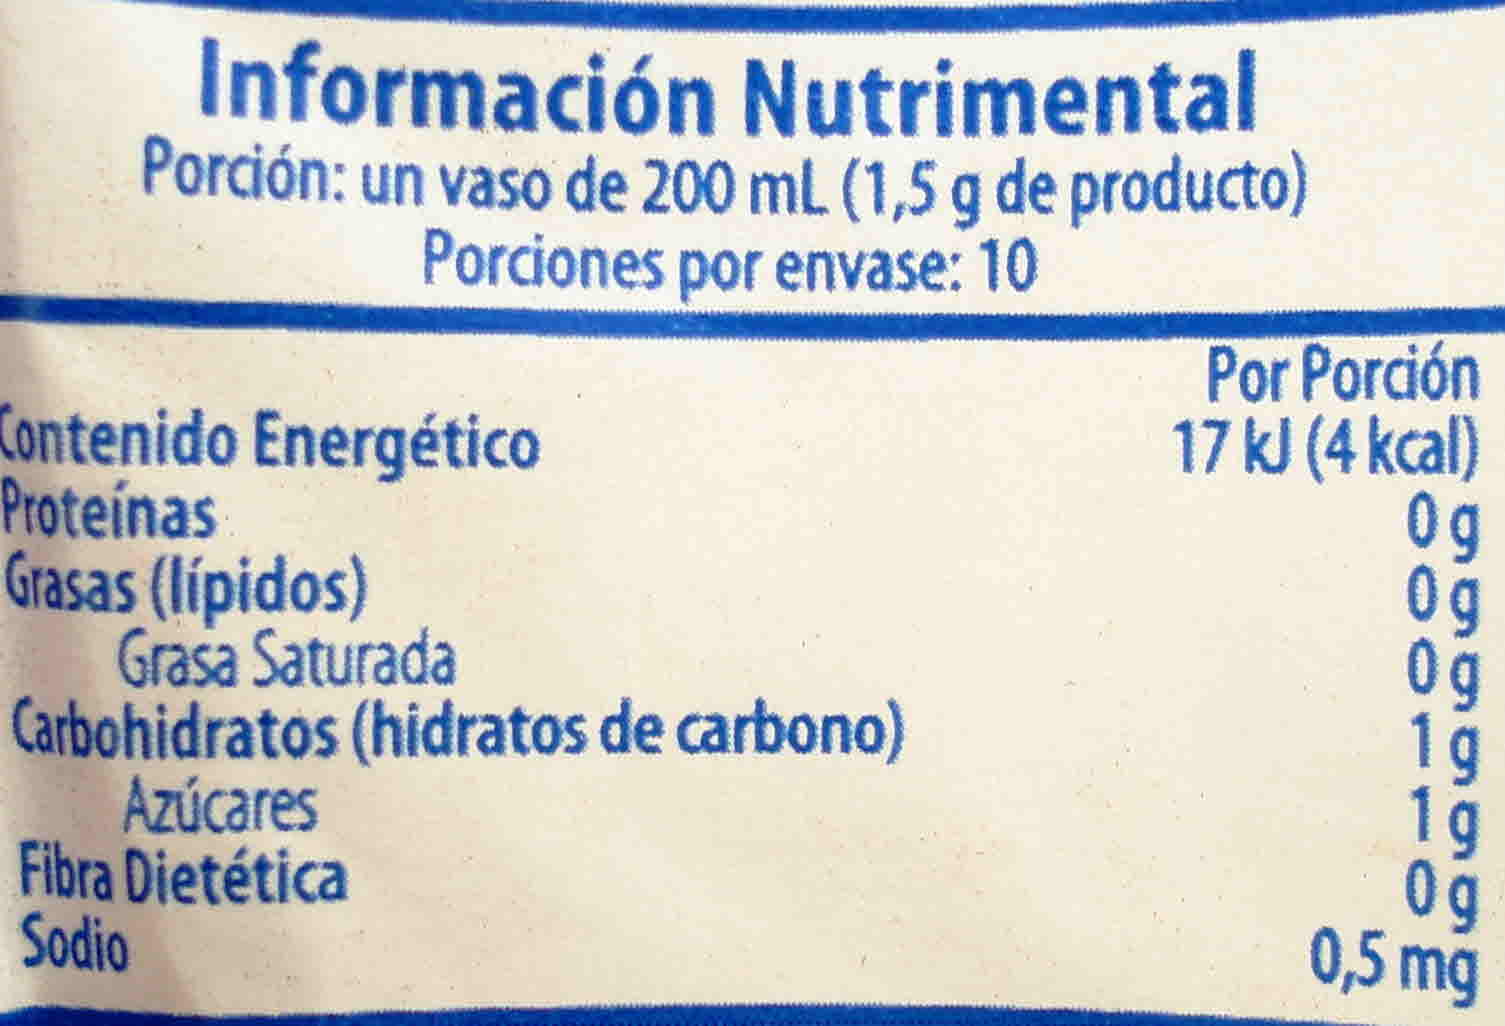 Información Nutrimental
Porción: un vaso de 200 mL (1,5 g de producto)
Porciones por envase: 10
Por Porción
Contenido Energético 17 kJ (4 kcal)
Proteínas 0 g
Grasas (lípidos) 0 g
Grasa Saturada 0 g
Carbohidratos (hidratos de carbono) 1 g
Azúcares 1 g
Fibra Dietética 0 g
Sodio 0,5 mg